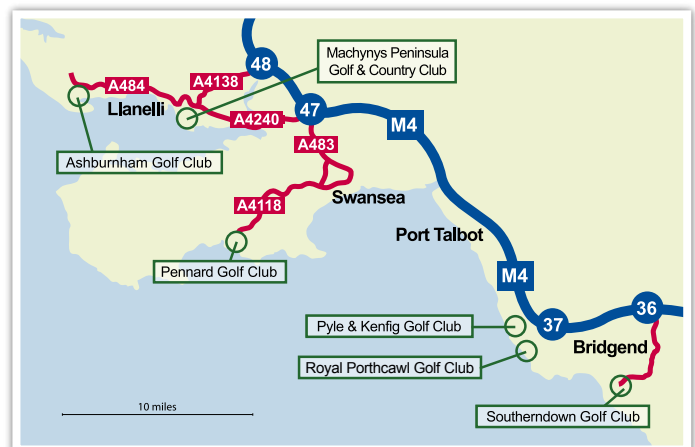 Machynys Peninsula
Golf & Country Club
48
A484
A4138
Llanelli
47
A4240
M4
A483
Ashburnham Golf Club
Swansea
A4118
Port Talbot
Pennard Golf Club
M4
36
Pyle & Kenfig Golf Club
37
Bridgend
Royal Porthcawl Golf Club
10 miles
Southerndown Golf Club